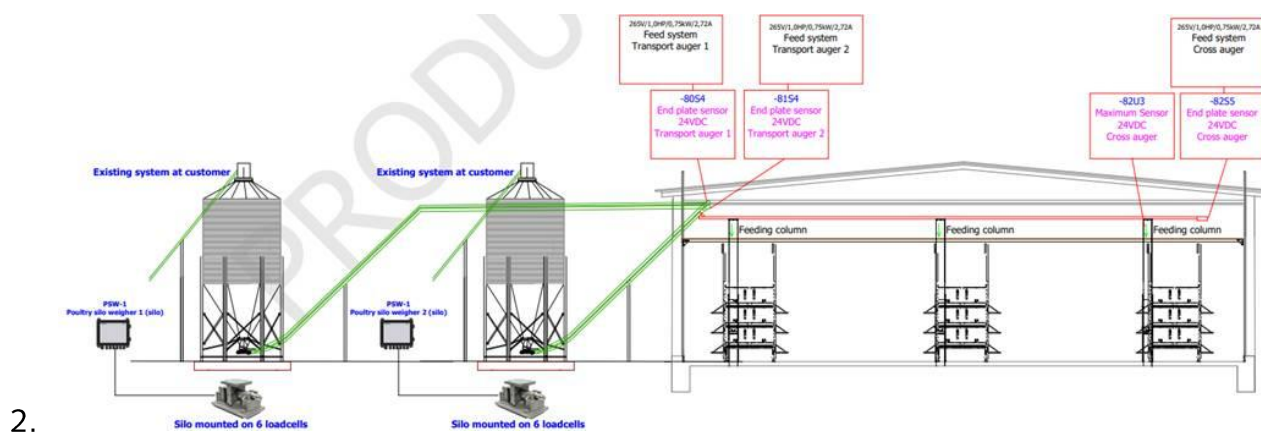 265V/1,0HP/0,75kW/2,72A
Feed system
Transport auger 1
265V/1,0HP/0,75kW/2,72A
Feed system
Transport auger 2
265V/1,0HP/0,75kW/2,72A
Feed system
Cross auger
-80S4
End plate sensor
24VDC
Transport auger 1
-81S4
End plate sensor
24VDC
Transport auger 2
-82U3
Maximum Sensor
24VDC
Cross auger
-82S5
End plate sensor
24VDC
Cross auger
Existing system at customer
Existing system at customer
Feeding column
Feeding column
Feeding column
PSW-1
Poultry silo weigher 1 (silo)
PSW-1
Poultry silo weigher 2 (silo)
Silo mounted on 6 loadcells
Silo mounted on 6 loadcells
PRODU
2.